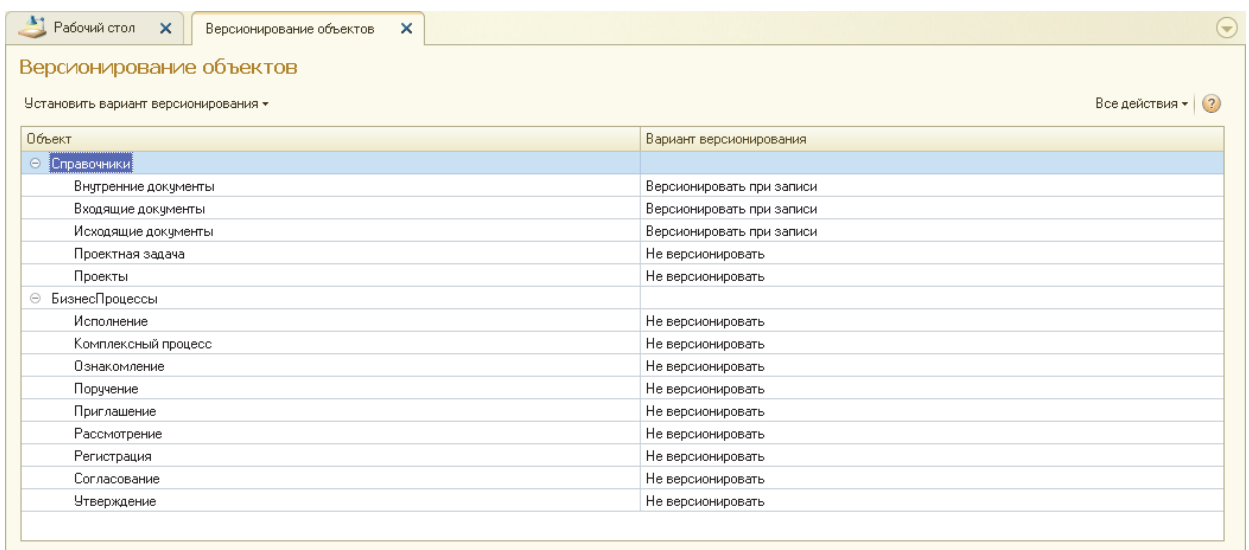 Рабочий стол Версионирование объектов
Версионирование объектов
Установить вариант версионирования Все действия ?
Объект Вариант версионирования
Справочники
Внутренние документы Версионировать при записи
Входящие документы Версионировать при записи
Исходящие документы Версионировать при записи
Проектная задача Не версионировать
Проекты Не версионировать
БизнесПроцессы
Исполнение Не версионировать
Комплексный процесс Не версионировать
Ознакомление Не версионировать
Поручение Не версионировать
Приглашение Не версионировать
Рассмотрение Не версионировать
Регистрация Не версионировать
Согласование Не версионировать
Утверждение Не версионировать